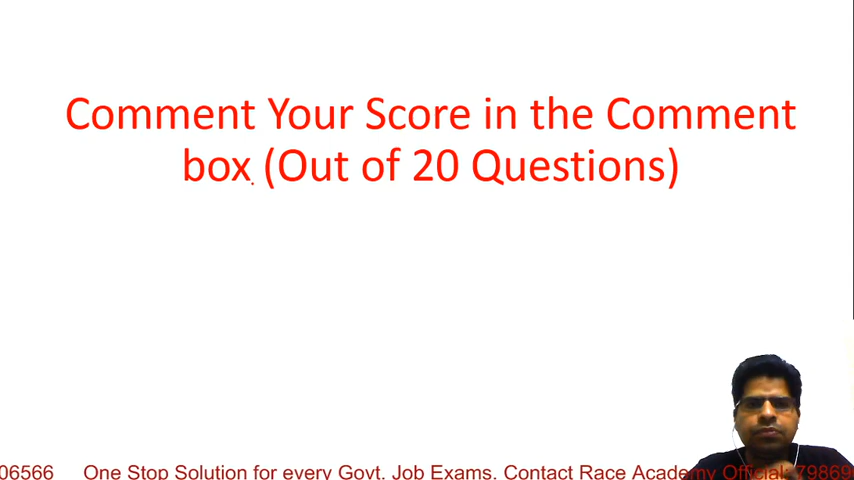 Comment Your Score in the Comment
box (Out of 20 Questions)
06566 One Stop Solution for every Govt. Job Exams. Contact Race Academy Official: 79869